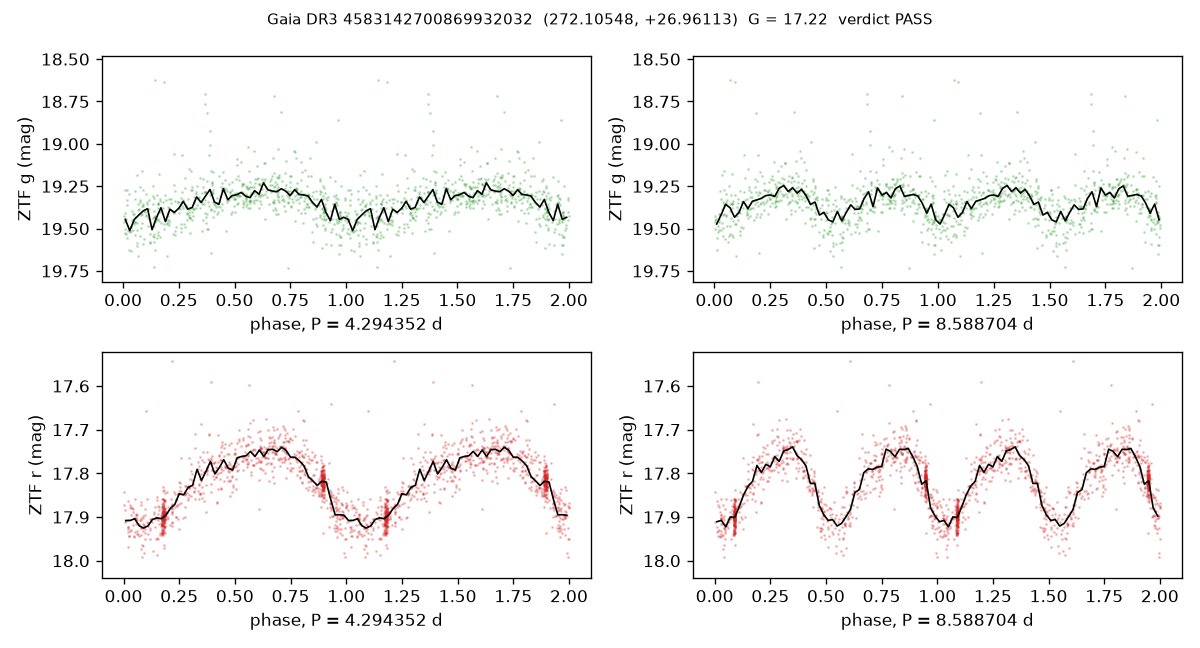 Gaia DR3 4583142700869932032 (272.10548, +26.96113) G = 17.22 verdict PASS
ZTF g (mag)
18.50
18.75
19.00
19.25
19.50
19.75
0.00 0.25 0.50 0.75 1.00 1.25 1.50 1.75 2.00
phase, P = 4.294352 d
ZTF g (mag)
18.50
18.75
19.00
19.25
19.50
19.75
0.00 0.25 0.50 0.75 1.00 1.25 1.50 1.75 2.00
phase, P = 8.588704 d
ZTF r (mag)
17.6
17.7
17.8
17.9
18.0
0.00 0.25 0.50 0.75 1.00 1.25 1.50 1.75 2.00
phase, P = 4.294352 d
ZTF r (mag)
17.6
17.7
17.8
17.9
18.0
0.00 0.25 0.50 0.75 1.00 1.25 1.50 1.75 2.00
phase, P = 8.588704 d